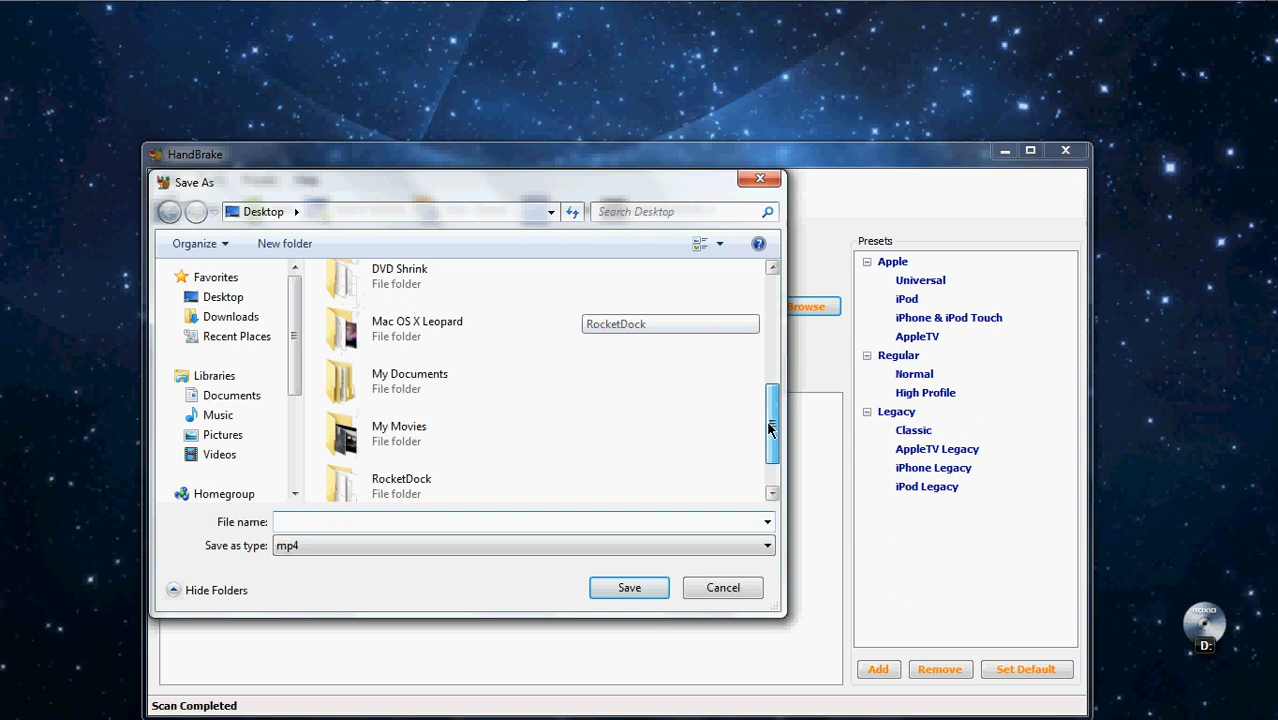 HandBrake
Save As
Desktop
Search Desktop
Organize
New folder
Favorites
Desktop
Downloads
Recent Places
Libraries
Documents
Music
Pictures
Videos
Homegroup
DVD Shrink
File folder
Mac OS X Leopard
File folder
RocketDock
My Documents
File folder
My Movies
File folder
RocketDock
File folder
File name:
Save as type: mp4
Hide Folders
Save
Cancel
Browse
Presets
Apple
Universal
iPod
iPhone & iPod Touch
AppleTV
Regular
Normal
High Profile
Legacy
Classic
AppleTV Legacy
iPhone Legacy
iPod Legacy
Add
Remove
Set Default
Scan Completed
D: